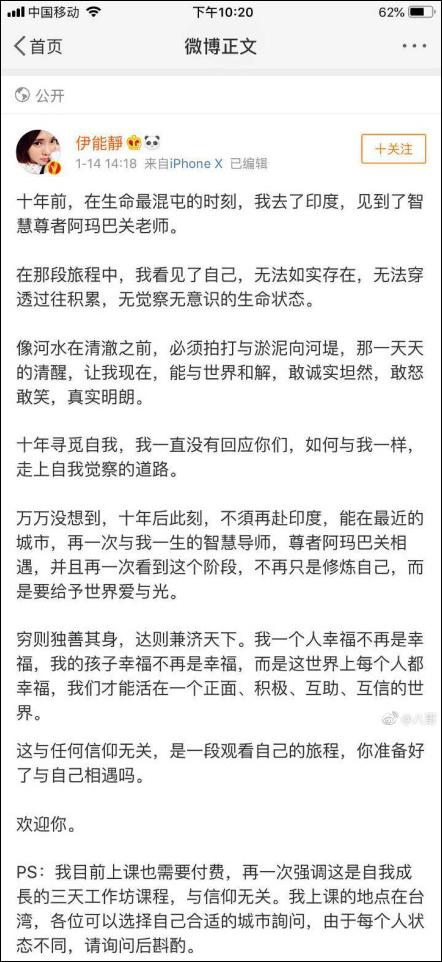 中国移动 下午10:20 62%
首页 微博正文
公开
伊能靜
十关注
1-14 14:18 来自iPhone X 已编辑
十年前，在生命最混屯的时刻，我去了印度，见到了智
慧尊者阿玛巴关老师。
在那段旅程中，我看见了自己，无法如实存在，无法穿
透过往积累，无觉察无意识的生命状态。
像河水在清澈之前，必须拍打与淤泥向河堤，那一天天
的清醒，让我现在，能与世界和解，敢诚实坦然，敢怒
敢笑，真实明朗。
十年寻觅自我，我一直没有回应你们，如何与我一样，
走上自我觉察的道路。
万万没想到，十年后此刻，不須再赴印度，能在最近的
城市，再一次与我一生的智慧导师，尊者阿玛巴关相
遇，并且再一次看到这个阶段，不再只是修炼自己，而
是要给予世界爱与光。
穷则独善其身，达则兼济天下。我一个人幸福不再是幸
福，我的孩子幸福不再是幸福，而是这世界上每个人都
幸福，我们才能活在一个正面、积极、互助、互信的世
界。
@八哥
这与任何信仰无关，是一段观看自己的旅程，你准备好
了与自己相遇吗。
欢迎你。
PS：我目前上课也需要付费，再一次强调这是自我成
長的三天工作坊课程，与信仰无关。我上课的地点在台
湾，各位可以选择自己合适的城市詢问，由于每个人状
态不同，请询问后斟酌。